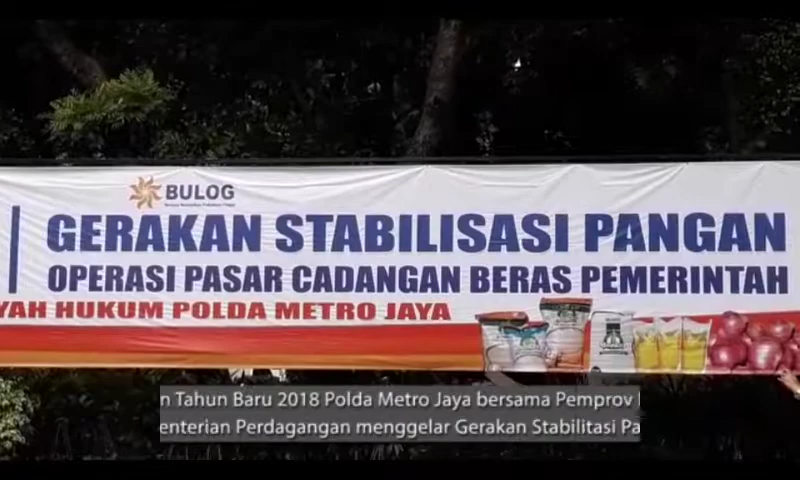 BULOG
GERAKAN STABILISASI PANGAN
OPERASI PASAR CADANGAN BERAS PEMERINTAH
YAH HUKUM POLDA METRO JAYA
n Tahun Baru 2018 Polda Metro Jaya bersama Pemprov
enterian Perdagangan menggelar Gerakan Stabilitasi Pa